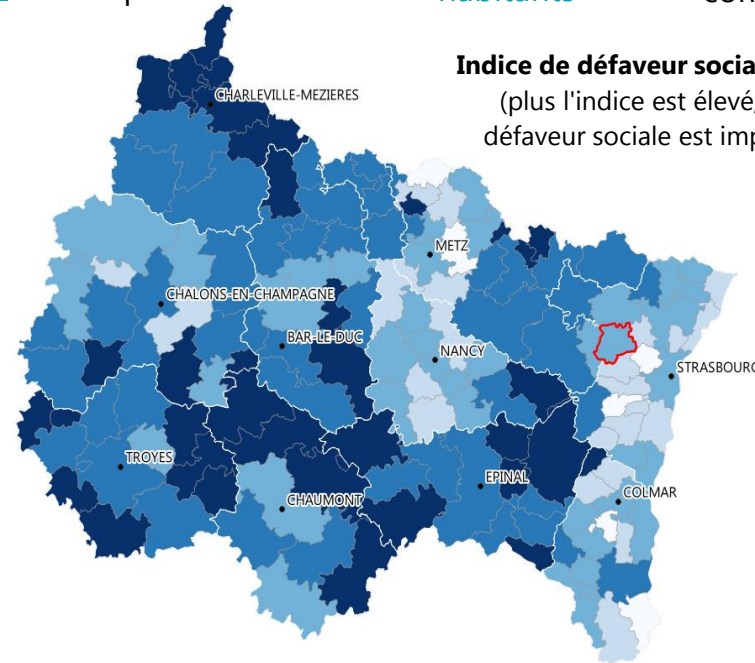 Indice de défaveur socia
(plus l'indice est élevé,
défaveur sociale est imp
CHARLEVILLE-MEZIERES
METZ
CHALONS-EN-CHAMPAGNE
BAR-LE-DUC
NANCY
STRASBOURG
TROYES
EPINAL
CHAUMONT
COLMAR